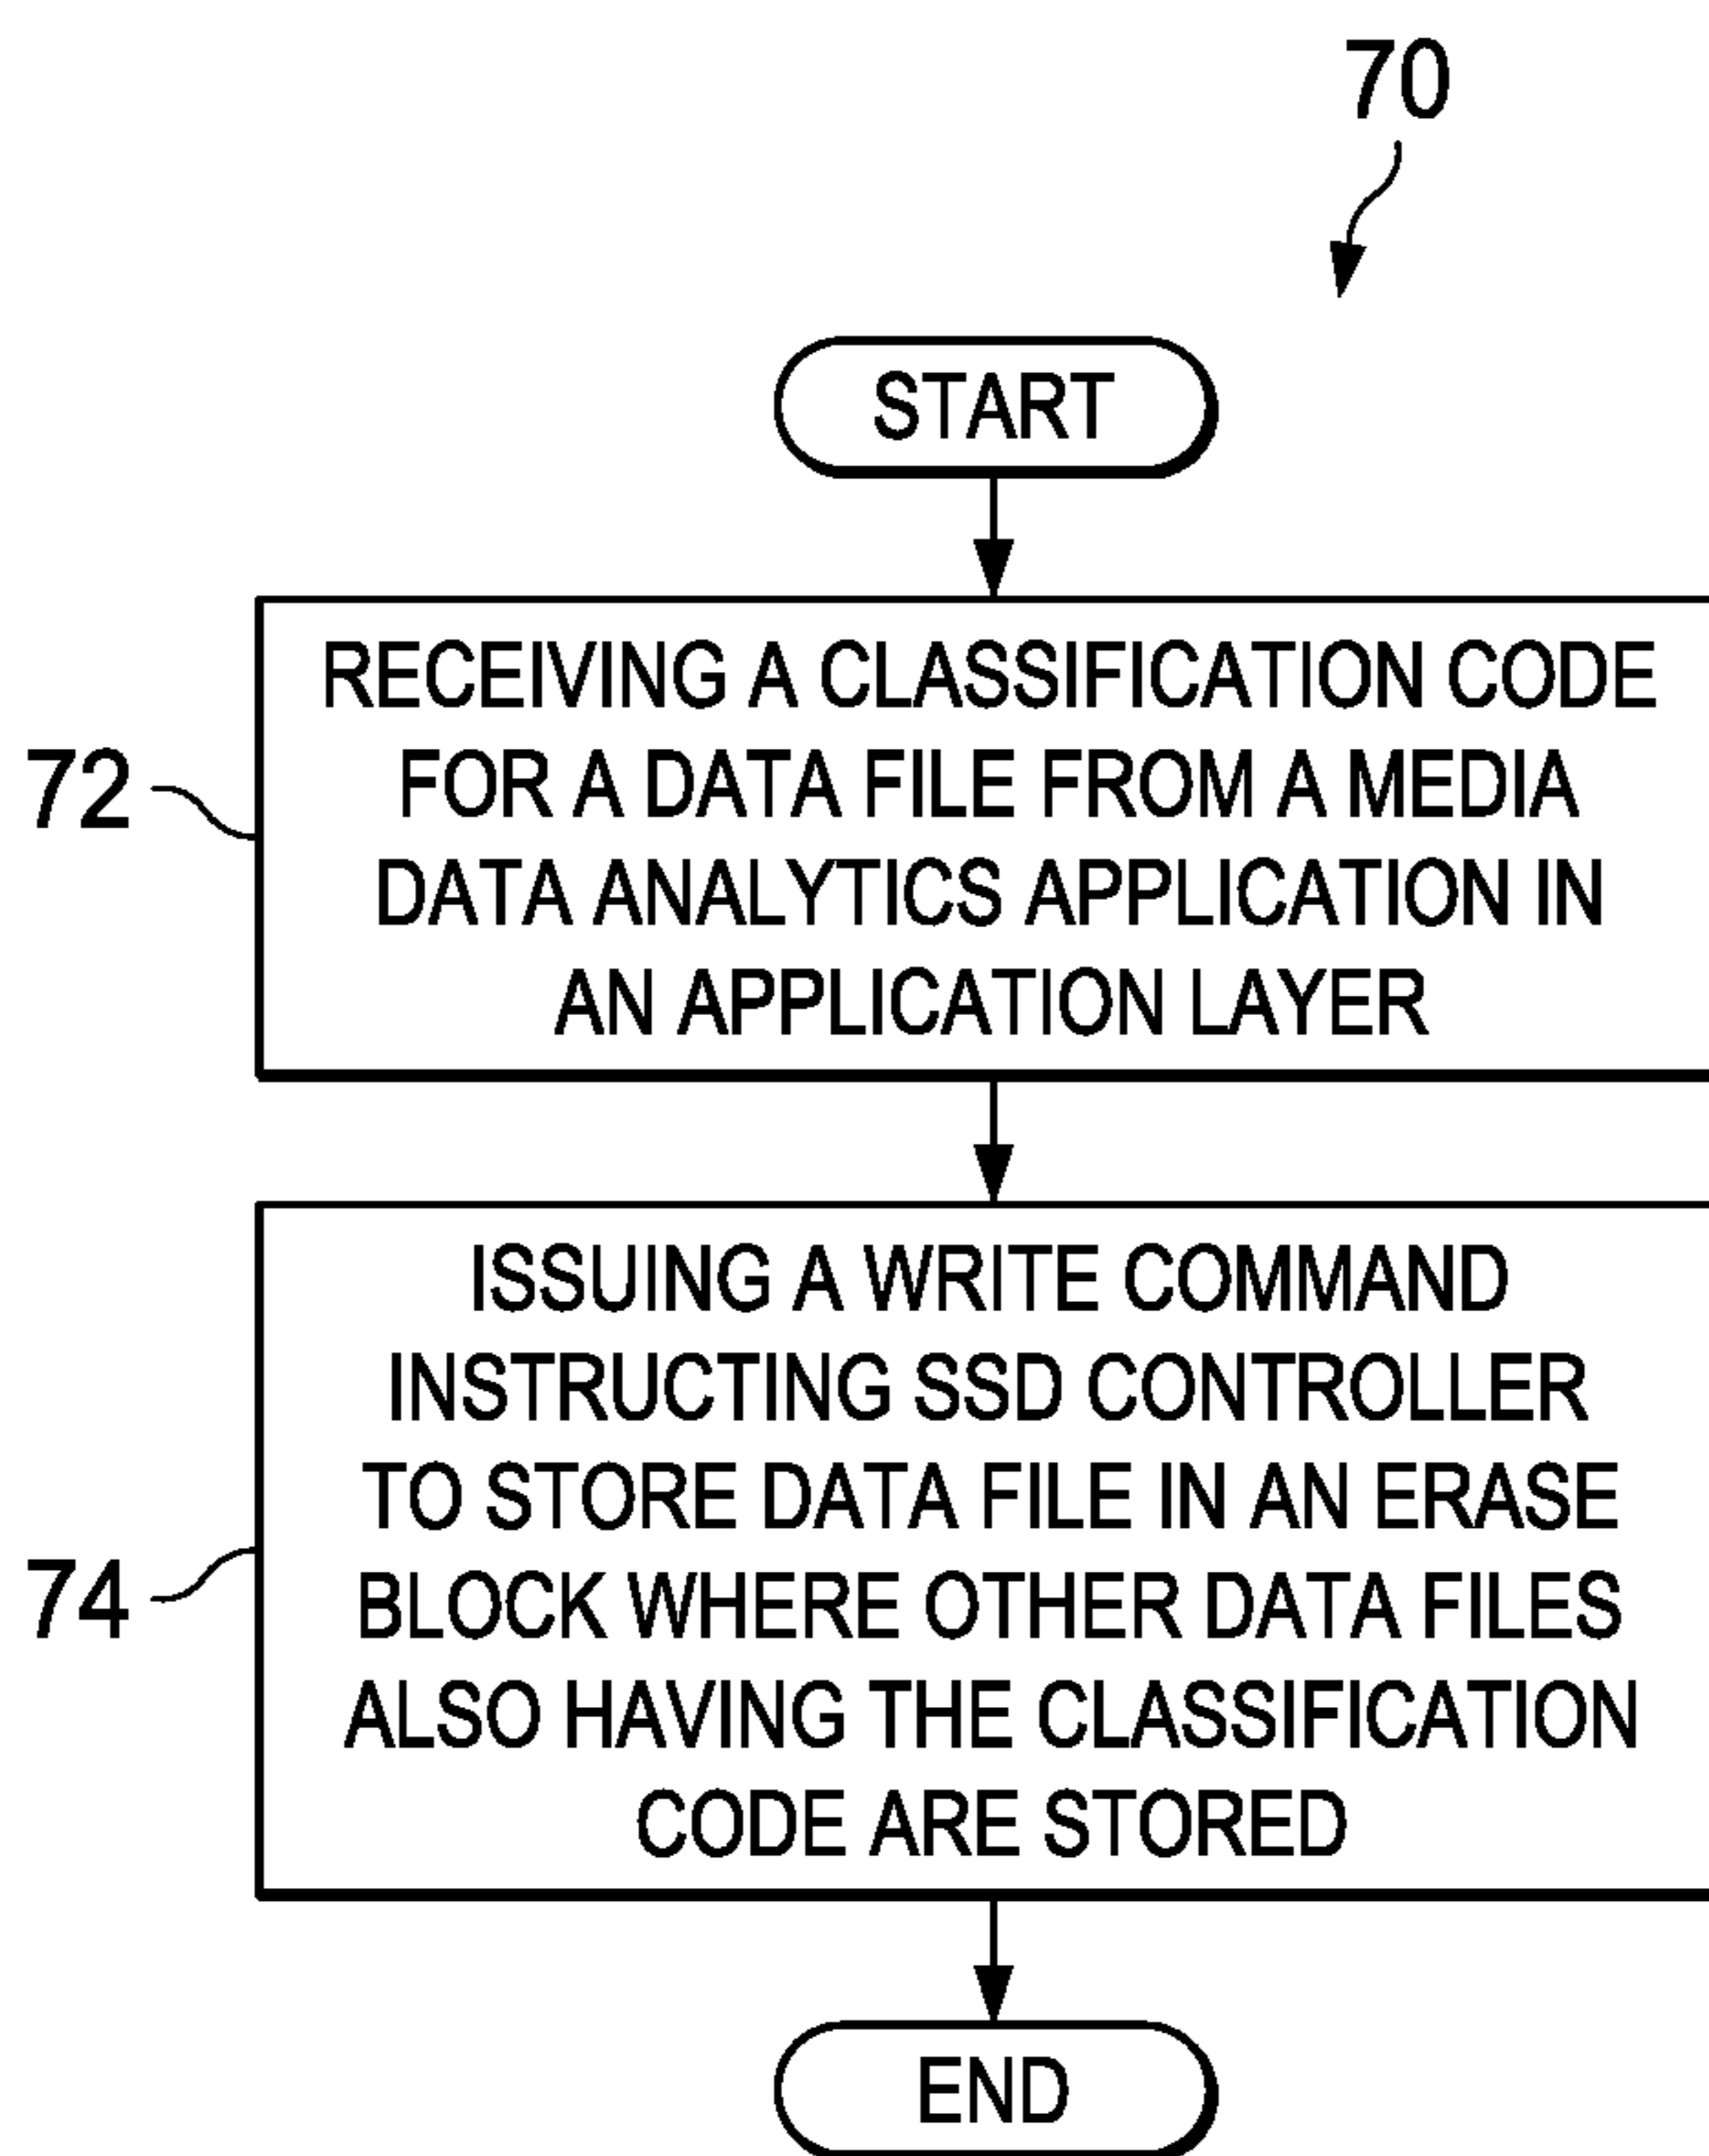 70
START
72
RECEIVING A CLASSIFICATION CODE
FOR A DATA FILE FROM A MEDIA
DATA ANALYTICS APPLICATION IN
AN APPLICATION LAYER
74
ISSUING A WRITE COMMAND
INSTRUCTING SSD CONTROLLER
TO STORE DATA FILE IN AN ERASE
BLOCK WHERE OTHER DATA FILES
ALSO HAVING THE CLASSIFICATION
CODE ARE STORED
END